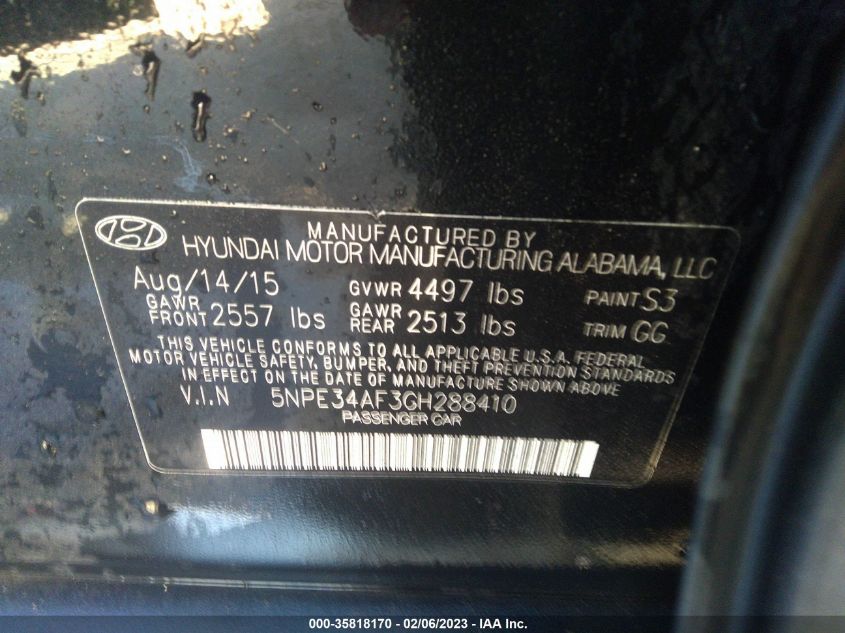 MANUFACTURED BY
HYUNDAI MOTOR MANUFACTURING ALABAMA, LLC
Aug/14/15 GVWR 4497 lbs PAINT S3
GAWR FRONT 2557 lbs GAWR REAR 2513 lbs TRIM GG
THIS VEHICLE CONFORMS TO ALL APPLICABLE U.S.A. FEDERAL
MOTOR VEHICLE SAFETY, BUMPER, AND THEFT PREVENTION STANDARDS
IN EFFECT ON THE DATE OF MANUFACTURE SHOWN ABOVE
V.I.N 5NPE34AF3GH288410
PASSENGER CAR
000-35818170 - 02/06/2023 - IAA Inc.